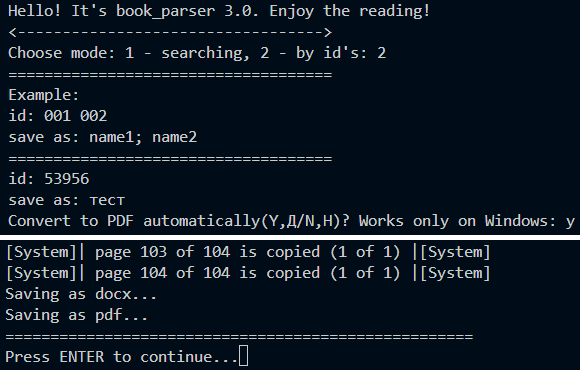 Hello! It's book_parser 3.0. Enjoy the reading!
<---------------------------------->
Choose mode: 1 - searching, 2 - by id's: 2
====================================
Example:
id: 001 002
save as: name1; name2
====================================
id: 53956
save as: тест
Convert to PDF automatically(Y,Д/N,Н)? Works only on Windows: y
[System]| page 103 of 104 is copied (1 of 1) |[System]
[System]| page 104 of 104 is copied (1 of 1) |[System]
Saving as docx...
Saving as pdf...
====================================================
Press ENTER to continue...